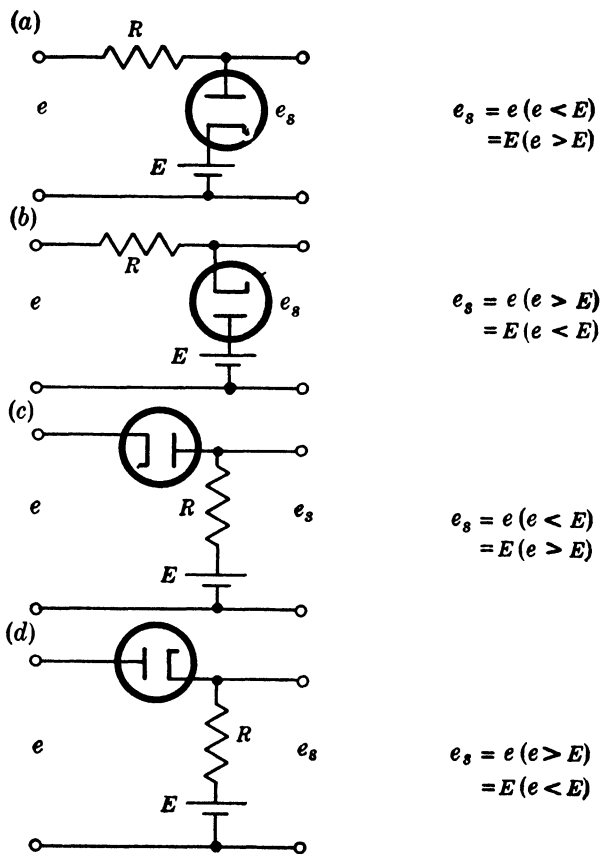 (a)
R
e
e_s
E
e_s = e (e < E)
= E (e > E)
(b)
R
e
e_s
E
e_s = e (e > E)
= E (e < E)
(c)
e
R
e_s
E
e_s = e (e < E)
= E (e > E)
(d)
e
R
e_s
E
e_s = e (e > E)
= E (e < E)